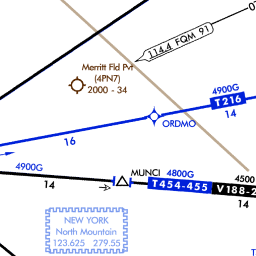 114.4 FQM 91
Merritt Fld Pvt
(4PN7)
2000 - 34
4900G
T216
14
ORDMO
16
4900G
14
MUNCI
4800G
T454-455
4500
V188-2
14
NEW YORK
North Mountain
123.625 279.55